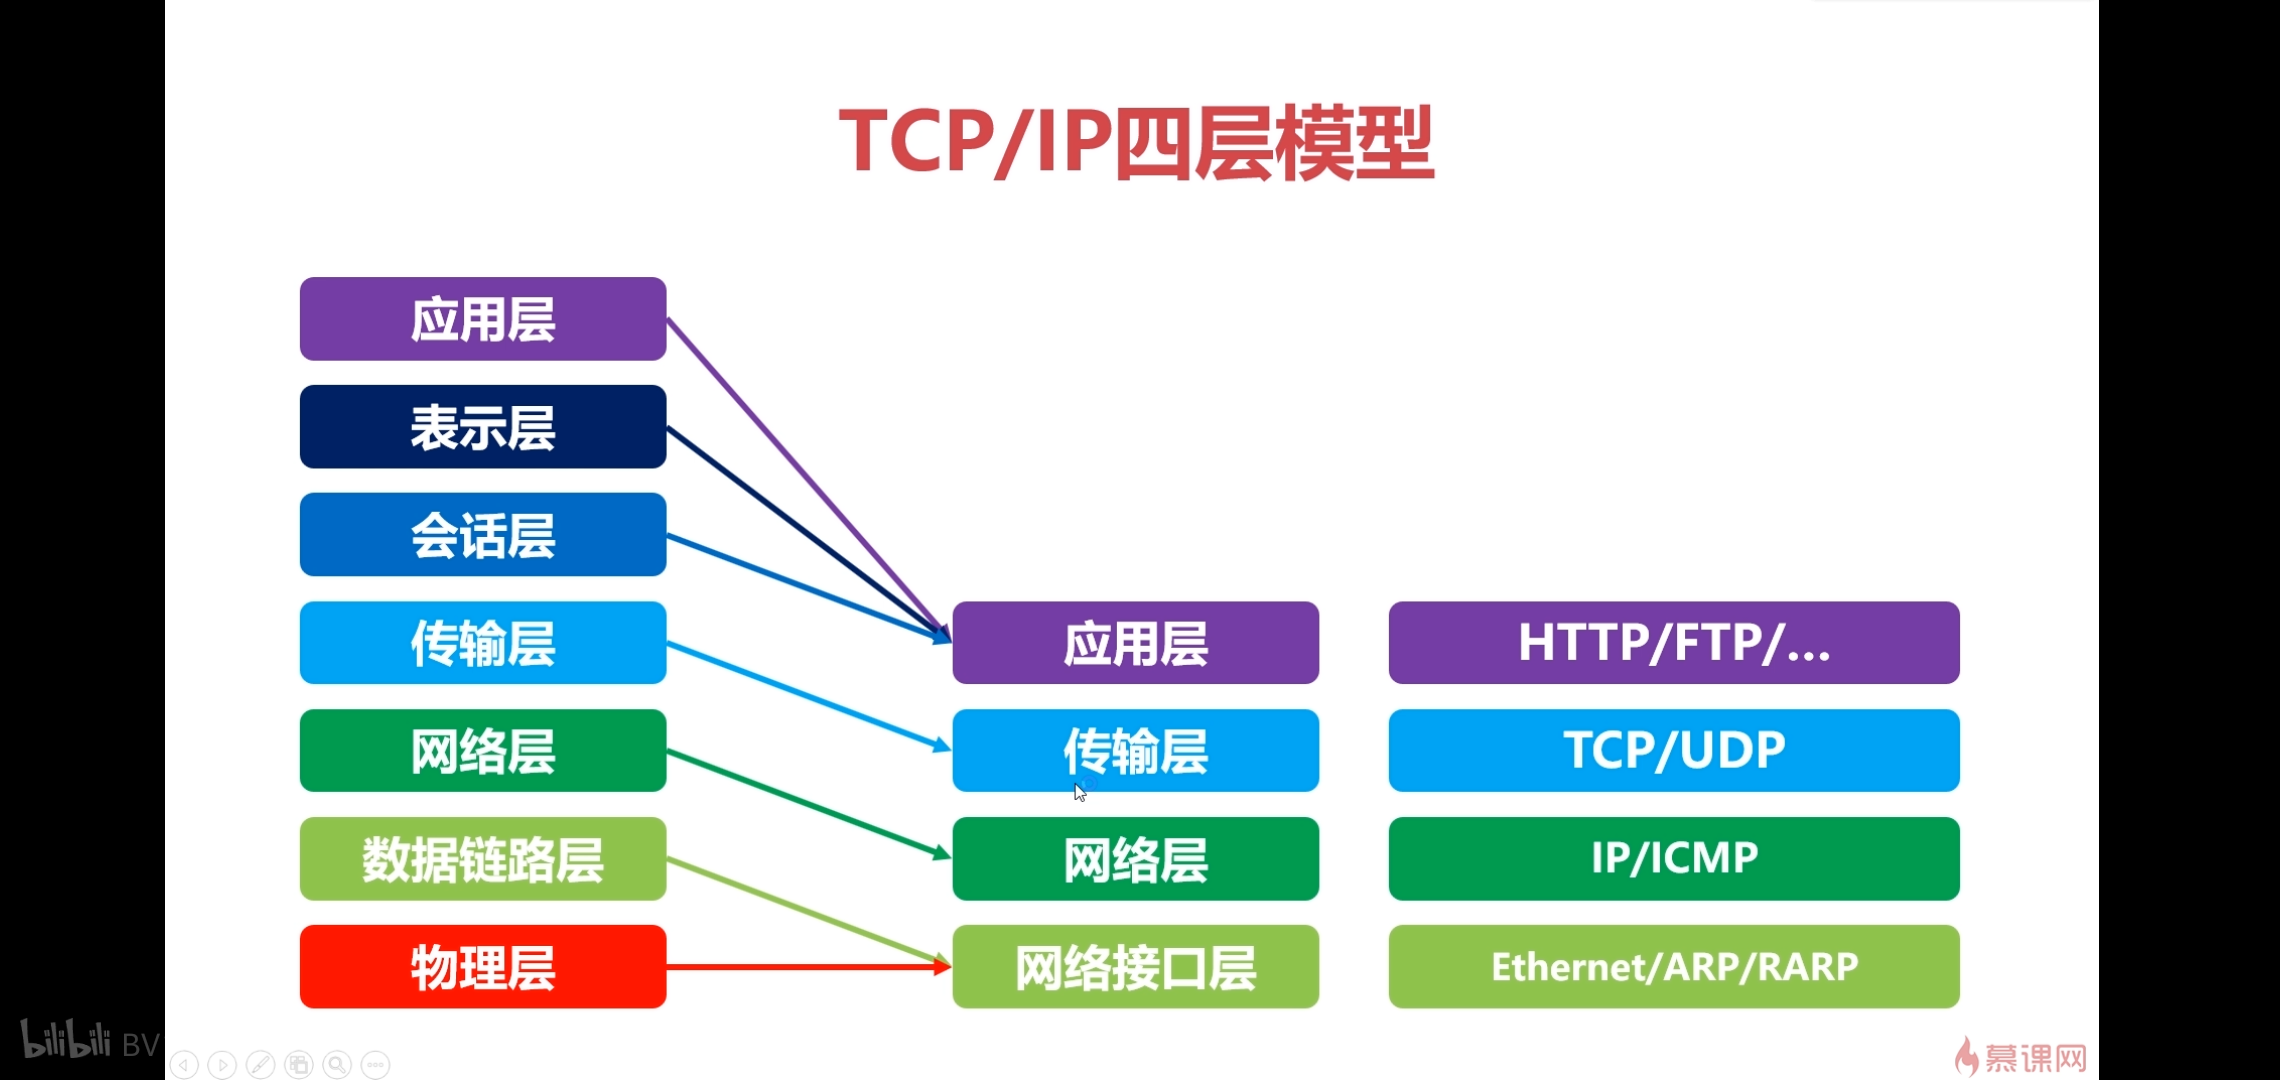 TCP/IP四层模型
应用层
表示层
会话层
传输层
网络层
数据链路层
物理层
应用层
传输层
网络层
网络接口层
HTTP/FTP/...
TCP/UDP
IP/ICMP
Ethernet/ARP/RARP
bilibili BV
慕课网